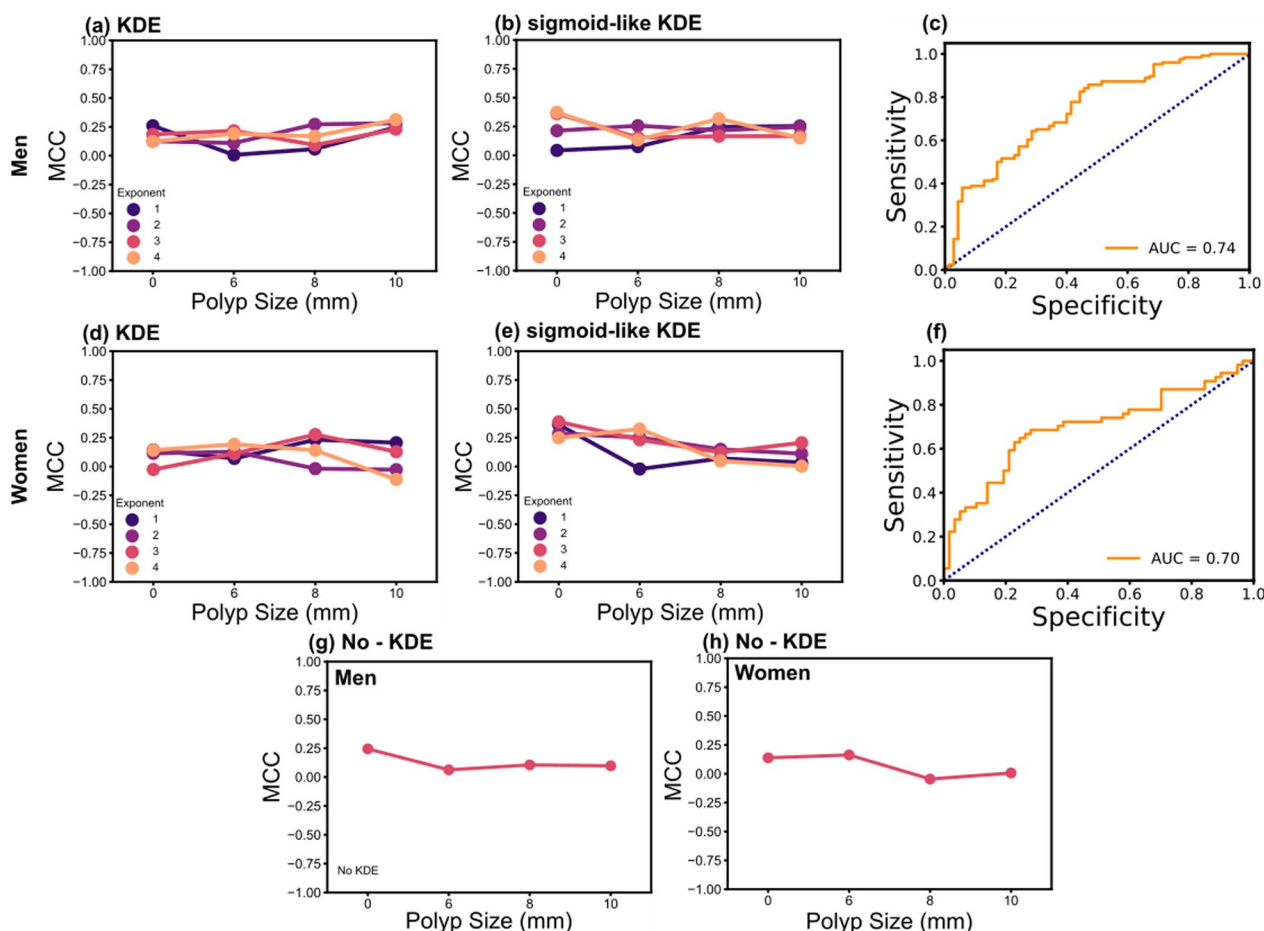 (a) KDE
Men
MCC
1.00
0.75
0.50
0.25
0.00
−0.25
−0.50
−0.75
−1.00
Exponent
1
2
3
4
0 6 8 10
Polyp Size (mm)
(b) sigmoid-like KDE
MCC
1.00
0.75
0.50
0.25
0.00
−0.25
−0.50
−0.75
−1.00
Exponent
1
2
3
4
0 6 8 10
Polyp Size (mm)
(c)
Sensitivity
1.0
0.8
0.6
0.4
0.2
0.0
AUC = 0.74
0.0 0.2 0.4 0.6 0.8 1.0
Specificity
(d) KDE
Women
MCC
1.00
0.75
0.50
0.25
0.00
−0.25
−0.50
−0.75
−1.00
Exponent
1
2
3
4
0 6 8 10
Polyp Size (mm)
(e) sigmoid-like KDE
MCC
1.00
0.75
0.50
0.25
0.00
−0.25
−0.50
−0.75
−1.00
Exponent
1
2
3
4
0 6 8 10
Polyp Size (mm)
(f)
Sensitivity
1.0
0.8
0.6
0.4
0.2
0.0
AUC = 0.70
0.0 0.2 0.4 0.6 0.8 1.0
Specificity
(g) No - KDE
Men
MCC
1.00
0.75
0.50
0.25
0.00
−0.25
−0.50
−0.75
−1.00
No KDE
0 6 8 10
Polyp Size (mm)
(h) No - KDE
Women
MCC
1.00
0.75
0.50
0.25
0.00
−0.25
−0.50
−0.75
−1.00
0 6 8 10
Polyp Size (mm)